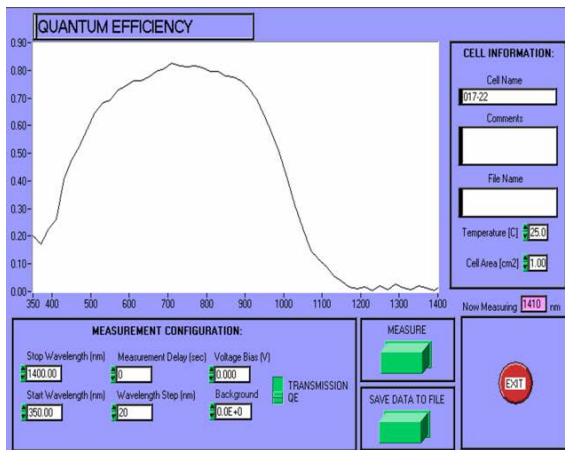 QUANTUM EFFICIENCY
0.90
0.80
0.70
0.60
0.50
0.40
0.30
0.20
0.10
0.00
350 400 500 600 700 800 900 1000 1100 1200 1300 1400
CELL INFORMATION:
Cell Name
017-22
Comments
File Name
Temperature [C] 25.0
Cell Area [cm2] 1.00
Now Measuring 1410 nm
MEASUREMENT CONFIGURATION:
Stop Wavelength (nm) Measurement Delay (sec) Voltage Bias (V)
1400.00 0 0.000
Start Wavelength (nm) Wavelength Step (nm) Background
350.00 20 0.0E+0
TRANSMISSION
QE
MEASURE
SAVE DATA TO FILE
EXIT